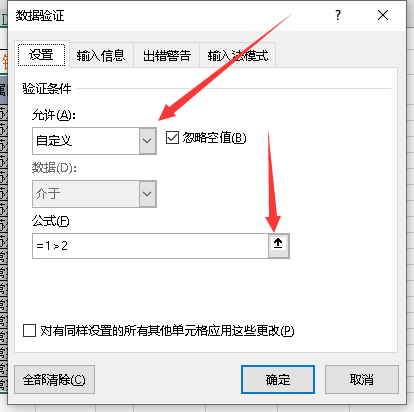 数据验证 ? ×
设置 输入信息 出错警告 输入法模式
验证条件
允许(A):
自定义 忽略空值(B)
数据(D):
介于
公式(F)
=1>2
对有同样设置的所有其他单元格应用这些更改(P)
全部清除(C) 确定 取消